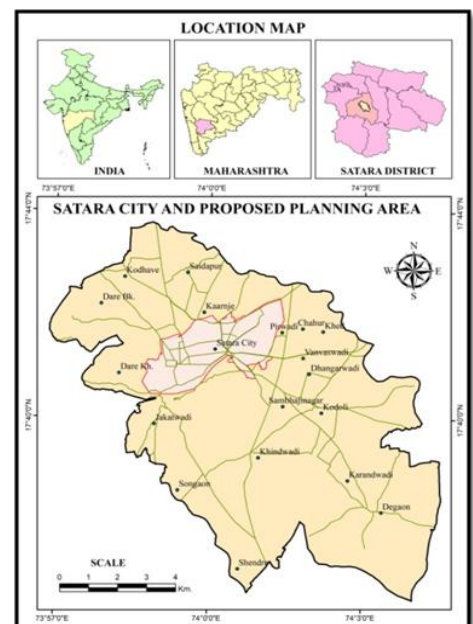 LOCATION MAP
INDIA
MAHARASHTRA
SATARA DISTRICT
73°57'0"E
74°0'0"E
74°3'0"E
17°44'0"N
17°44'0"N
SATARA CITY AND PROPOSED PLANNING AREA
N
W
E
S
Kodhave
Saidapur
Dare Bk.
Kaarnje
Pirwadi
Chahur
Khed
Satara City
Vasvarwadi
Dare Kh.
Dhangarwadi
Sambhajinagar
Kodoli
17°40'0"N
17°40'0"N
Jakatwadi
Khindwadi
Karandwadi
Songaon
Degaon
Shendre
SCALE
0
1
2
3
4
Km.
73°57'0"E
74°0'0"E
74°3'0"E